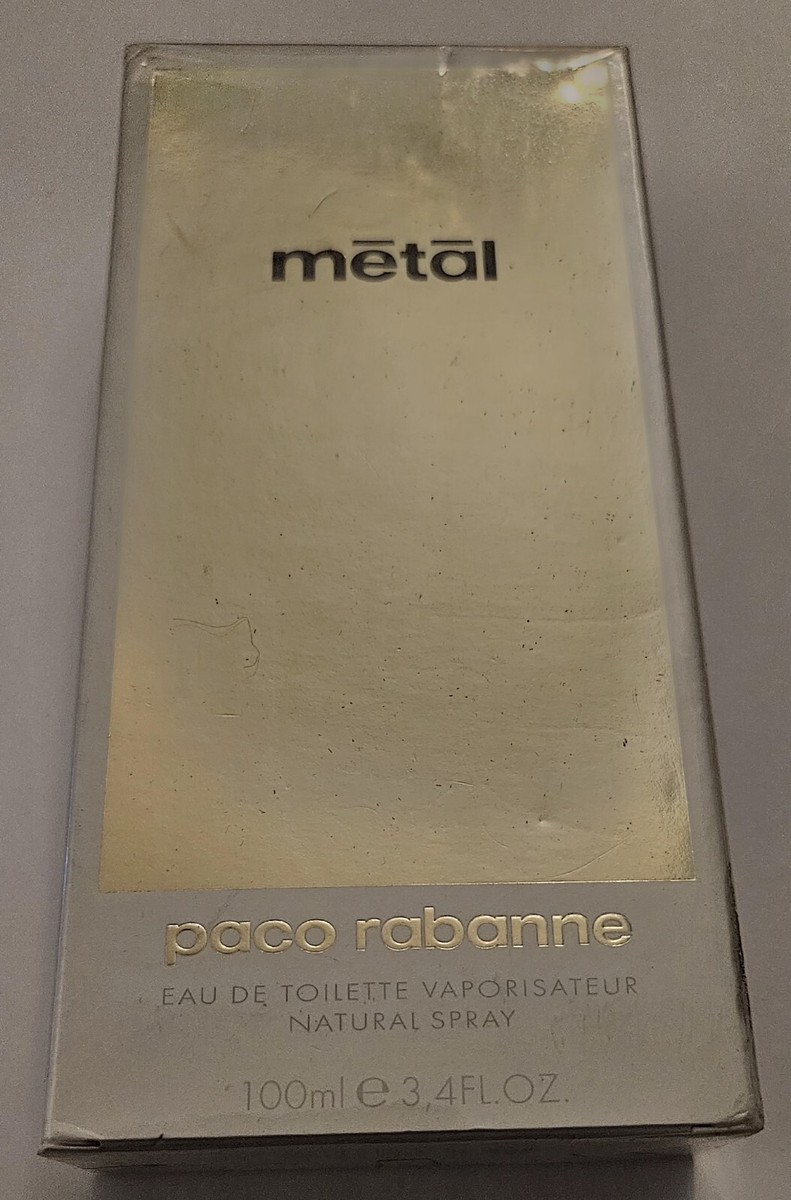 mētāl
paco rabanne
EAU DE TOILETTE VAPORISATEUR
NATURAL SPRAY
100ml ℮ 3,4FL.OZ.